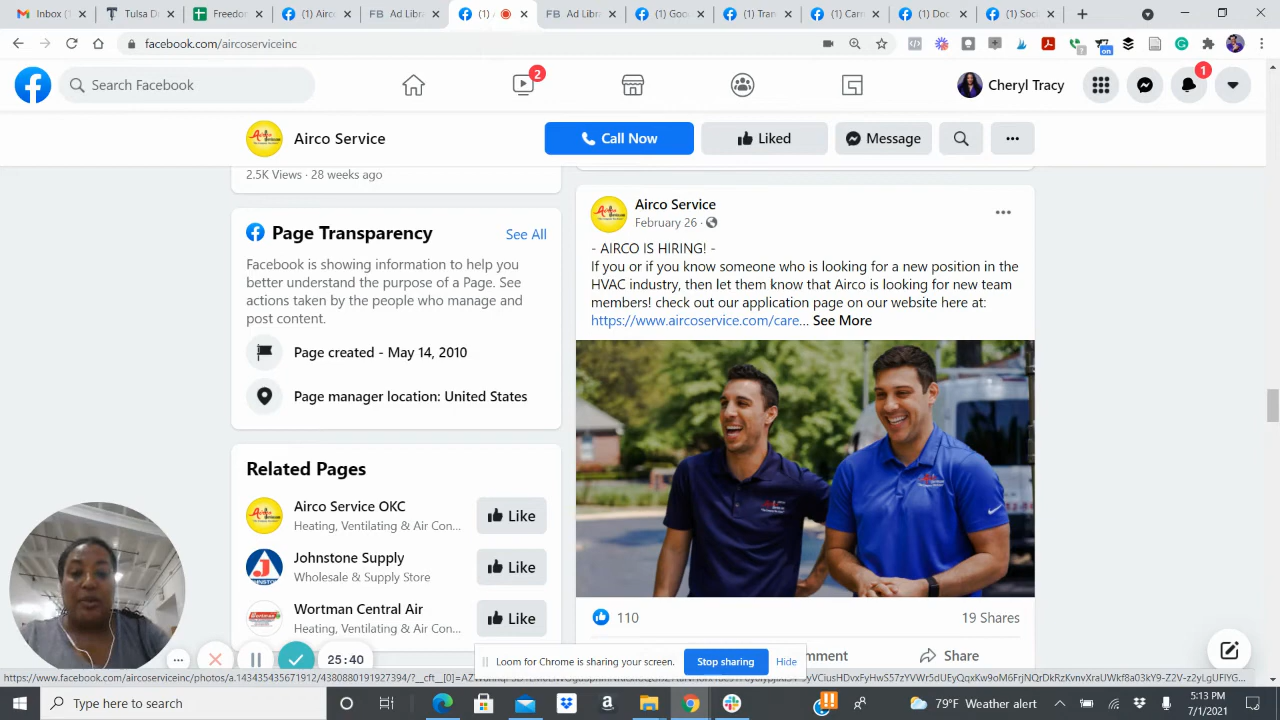 Inbox (1
Tulsa D
Freedo
(1) Airc
Ad Libr
(1) A
Ad Libr
(1) Goo
(1) Tran
(1) Carr
(1) Doc
(1) Soc
facebook.com/aircoserviceinc
Search Facebook
2
Cheryl Tracy
1
Airco Service
Call Now
Liked
Message
2.5K Views · 28 weeks ago
Page Transparency
See All
Facebook is showing information to help you
better understand the purpose of a Page. See
actions taken by the people who manage and
post content.
Page created - May 14, 2010
Page manager location: United States
Related Pages
Airco Service OKC
Heating, Ventilating & Air Con...
Like
Johnstone Supply
Wholesale & Supply Store
Like
Wortman Central Air
Heating, Ventilating & Air Con...
Like
Airco Service
February 26 ·
- AIRCO IS HIRING! -
If you or if you know someone who is looking for a new position in the
HVAC industry, then let them know that Airco is looking for new team
members! check out our application page on our website here at:
https://www.aircoservice.com/care... See More
110
19 Shares
mment
Share
25:40
Loom for Chrome is sharing your screen.
Stop sharing
Hide
Type here to search
79°F Weather alert
5:13 PM
7/1/2021